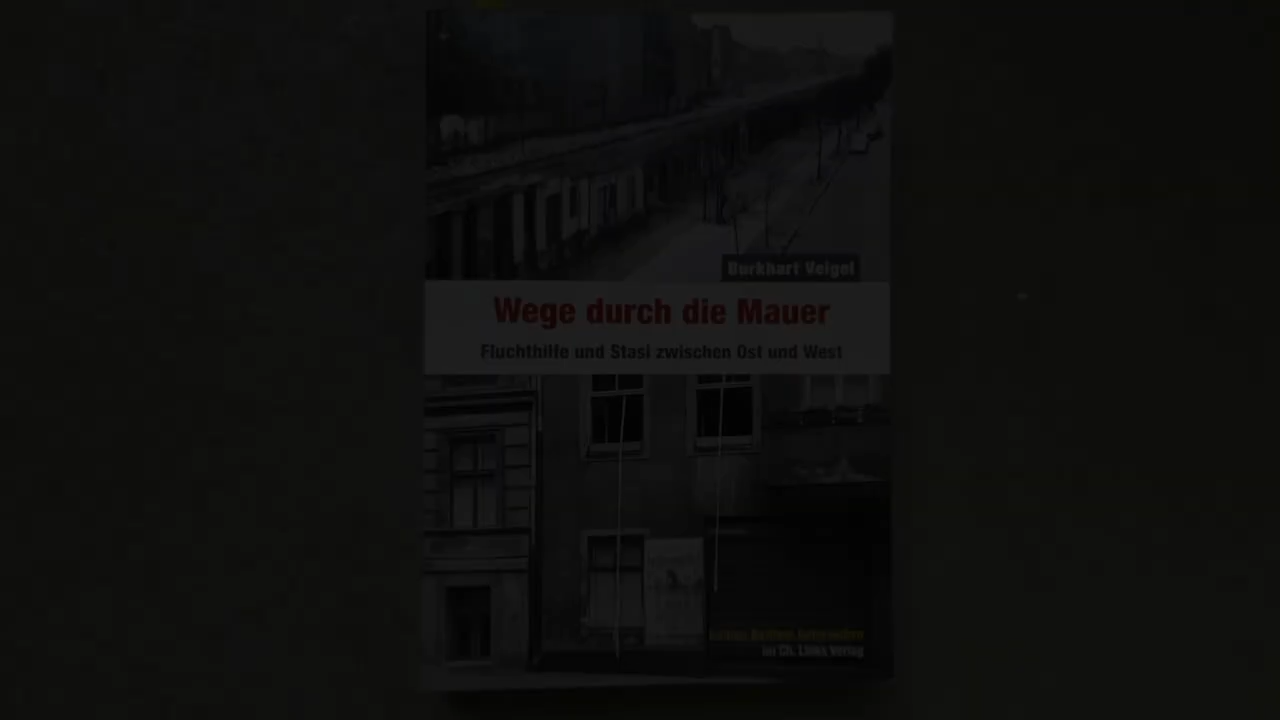 Burkhart Veigel
Wege durch die Mauer
Fluchthilfe und Stasi zwischen Ost und West
im Ch. Links Verlag